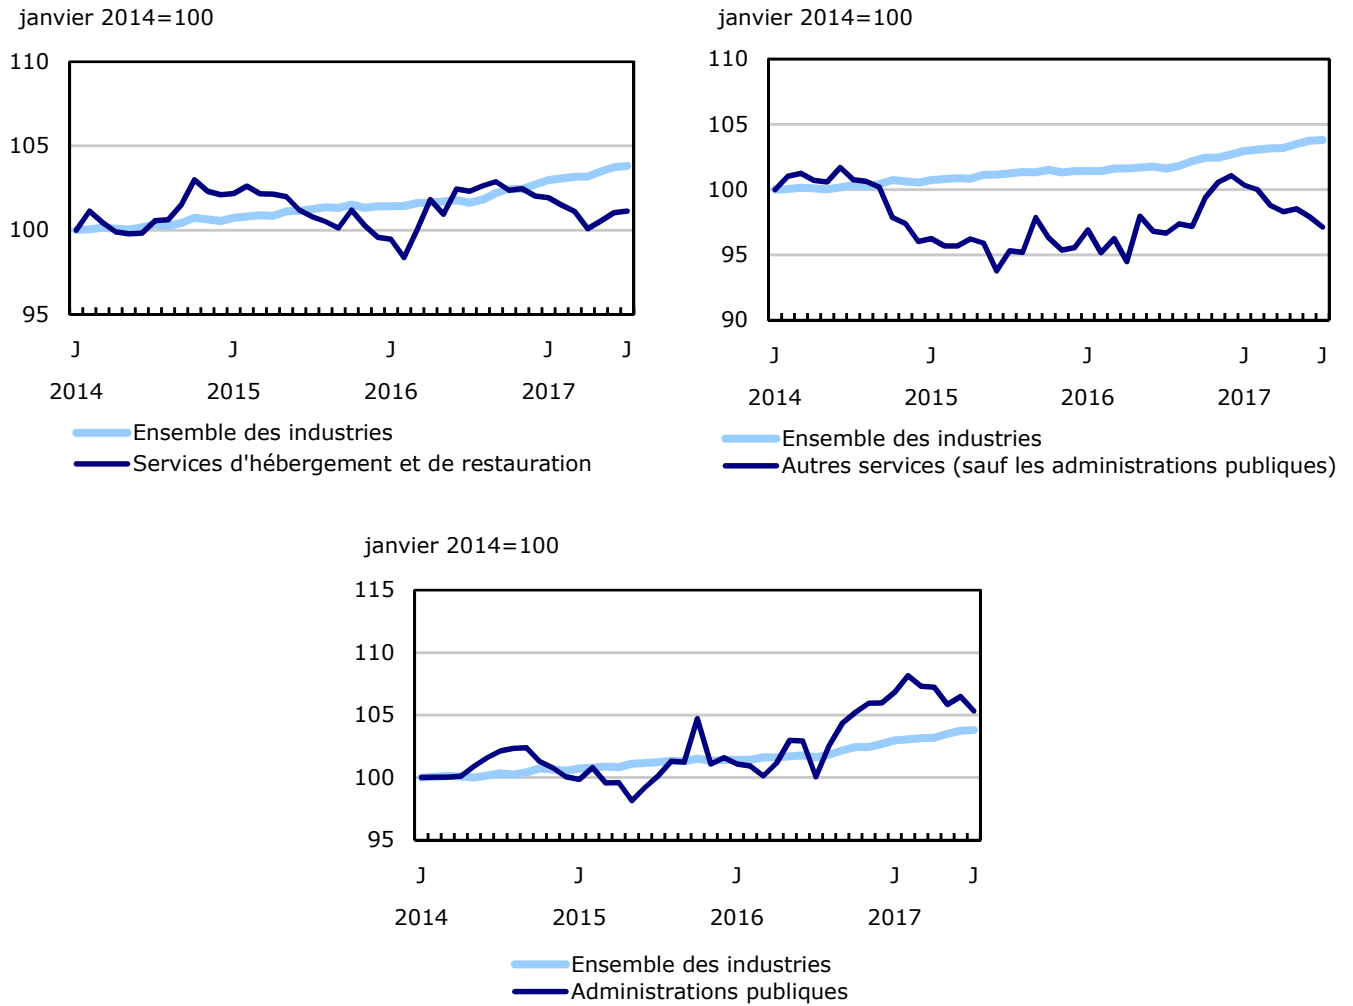 janvier 2014=100
110
105
100
95
J J J J J
2014 2015 2016 2017
Ensemble des industries
Services d'hébergement et de restauration
janvier 2014=100
110
105
100
95
90
J J J J J
2014 2015 2016 2017
Ensemble des industries
Autres services (sauf les administrations publiques)
janvier 2014=100
115
110
105
100
95
J J J J J
2014 2015 2016 2017
Ensemble des industries
Administrations publiques